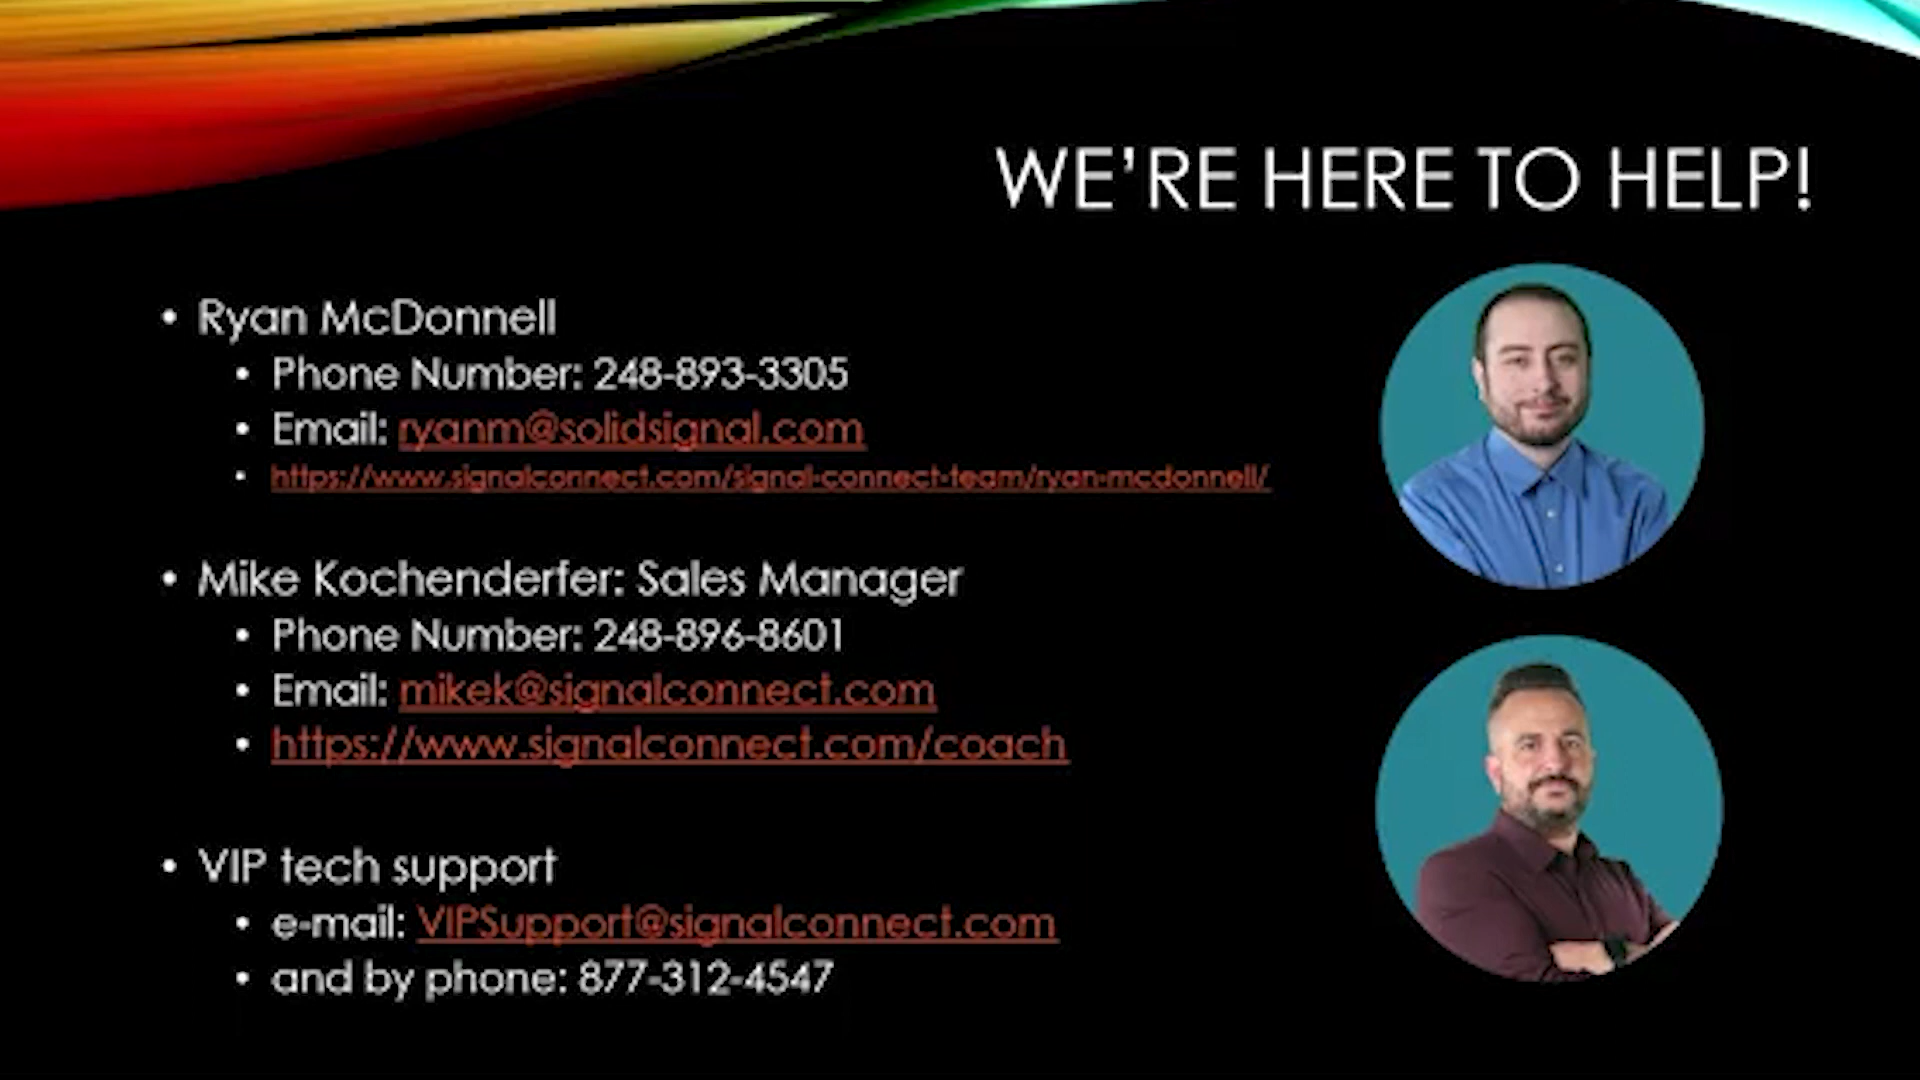 WE'RE HERE TO HELP!
• Ryan McDonnell
• Phone Number: 248-893-3305
• Email: ryanm@solidsignal.com
• https://www.signalconnect.com/signal-connect-team/ryan-mcdonnell/
• Mike Kochenderfer: Sales Manager
• Phone Number: 248-896-8601
• Email: mikek@signalconnect.com
• https://www.signalconnect.com/coach
• VIP tech support
• e-mail: VIPSupport@signalconnect.com
• and by phone: 877-312-4547